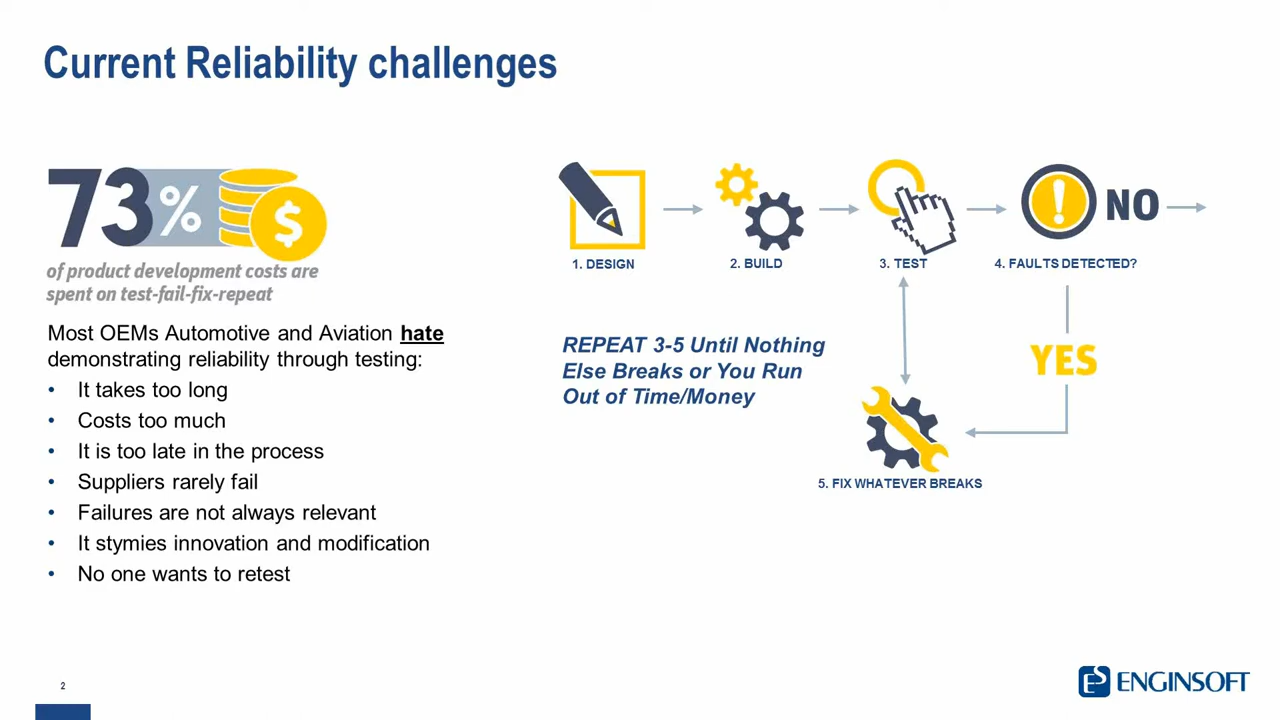 Current Reliability challenges
73%
$
of product development costs are
spent on test-fail-fix-repeat
Most OEMs Automotive and Aviation hate
demonstrating reliability through testing:
• It takes too long
• Costs too much
• It is too late in the process
• Suppliers rarely fail
• Failures are not always relevant
• It stymies innovation and modification
• No one wants to retest
1. DESIGN
2. BUILD
3. TEST
!
NO
4. FAULTS DETECTED?
YES
REPEAT 3-5 Until Nothing
Else Breaks or You Run
Out of Time/Money
5. FIX WHATEVER BREAKS
2
ENGINSOFT